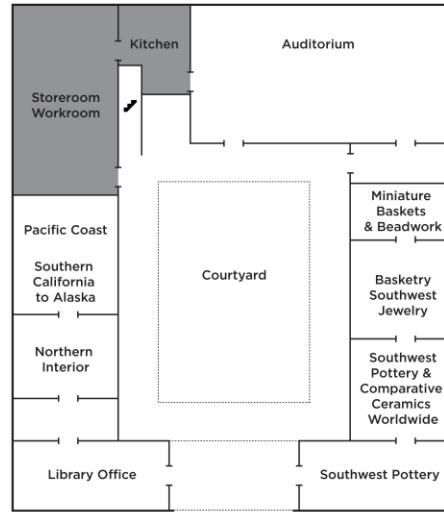 Kitchen
Auditorium
Storeroom
Workroom
Miniature
Baskets
& Beadwork
Pacific Coast
Southern
California
to Alaska
Courtyard
Basketry
Southwest
Jewelry
Northern
Interior
Southwest
Pottery &
Comparative
Ceramics
Worldwide
Library Office
Southwest Pottery